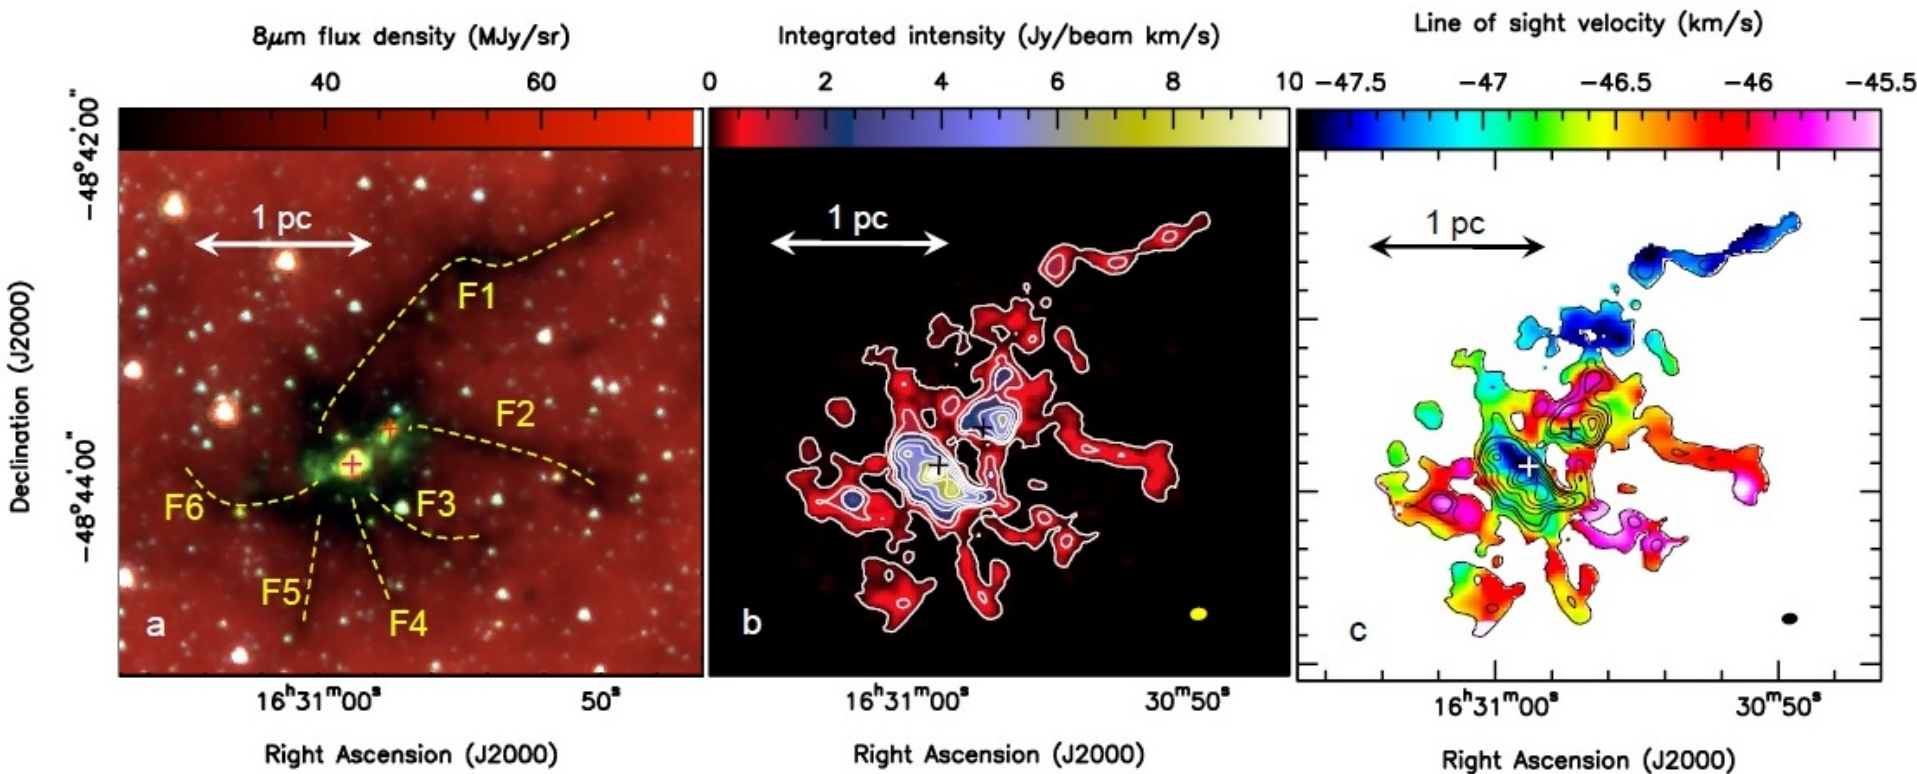 8μm flux density (MJy/sr)
40 60
Integrated intensity (Jy/beam km/s)
0 2 4 6 8 10
Line of sight velocity (km/s)
−47.5 −47 −46.5 −46 −45.5
Declination (J2000)
−48°42'00"
−48°44'00"
1 pc
F1
F2
F3
F4
F5
F6
a
16ʰ31ᵐ00ˢ 50ˢ
Right Ascension (J2000)
1 pc
b
16ʰ31ᵐ00ˢ 30ᵐ50ˢ
Right Ascension (J2000)
1 pc
c
16ʰ31ᵐ00ˢ 30ᵐ50ˢ
Right Ascension (J2000)